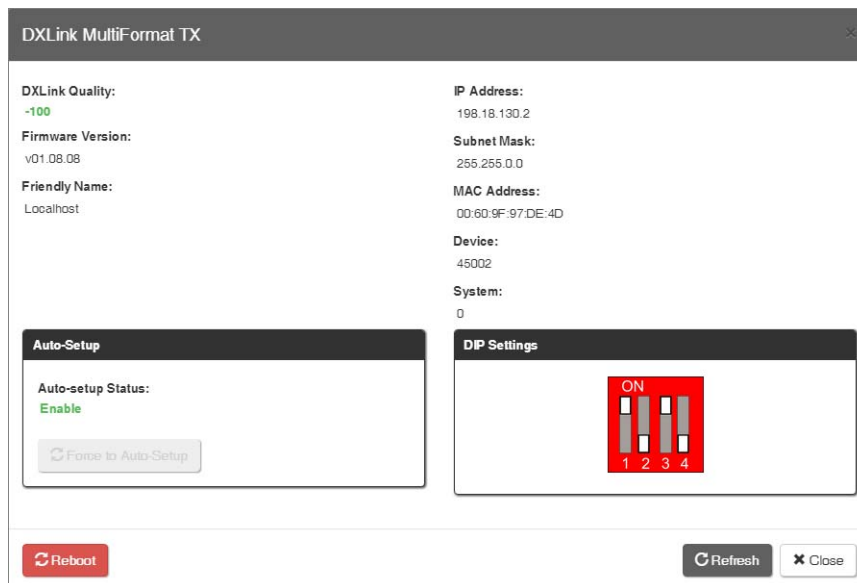 DXLink MultiFormat TX
DXLink Quality:
-100
Firmware Version:
v01.08.08
Friendly Name:
Localhost
IP Address:
198.18.130.2
Subnet Mask:
255.255.0.0
MAC Address:
00:60:9F:97:DE:4D
Device:
45002
System:
0
Auto-Setup
Auto-setup Status:
Enable
Force to Auto-Setup
DIP Settings
ON
1 2 3 4
Reboot
Refresh
Close